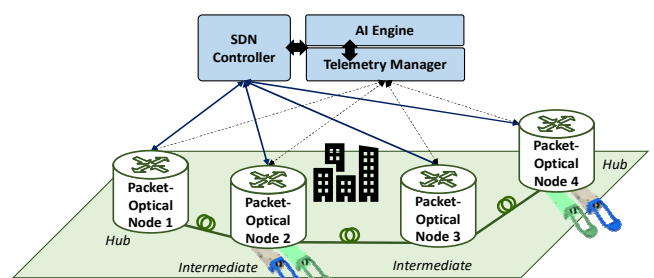 SDN
Controller
AI Engine
Telemetry Manager
Packet-
Optical
Node 1
Hub
Packet-
Optical
Node 2
Intermediate
Packet-
Optical
Node 3
Intermediate
Packet-
Optical
Node 4
Hub